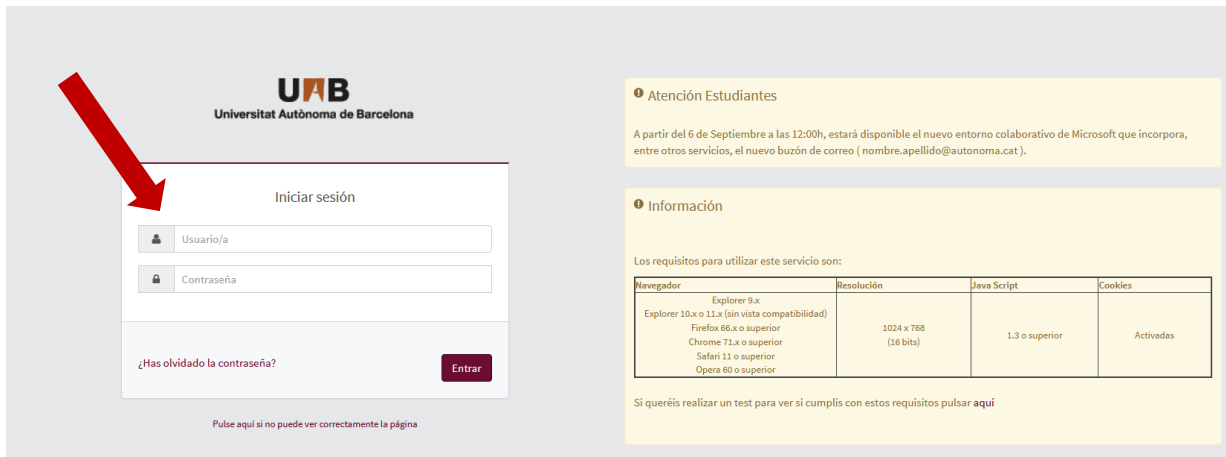 UAB
Universitat Autònoma de Barcelona
Iniciar sesión
Usuario/a
Contraseña
¿Has olvidado la contraseña?
Entrar
Pulse aquí si no puede ver correctamente la página
Atención Estudiantes
A partir del 6 de Septiembre a las 12:00h, estará disponible el nuevo entorno colaborativo de Microsoft que incorpora,
entre otros servicios, el nuevo buzón de correo ( nombre.apellido@autonoma.cat ).
Información
Los requisitos para utilizar este servicio son:
Navegador Resolución Java Script Cookies
Explorer 9.x
Explorer 10.x o 11.x (sin vista compatibilidad)
Firefox 66.x o superior
Chrome 71.x o superior
Safari 11 o superior
Opera 60 o superior
1024 x 768
(16 bits)
1.3 o superior
Activadas
Si queréis realizar un test para ver si cumplís con estos requisitos pulsar aquí